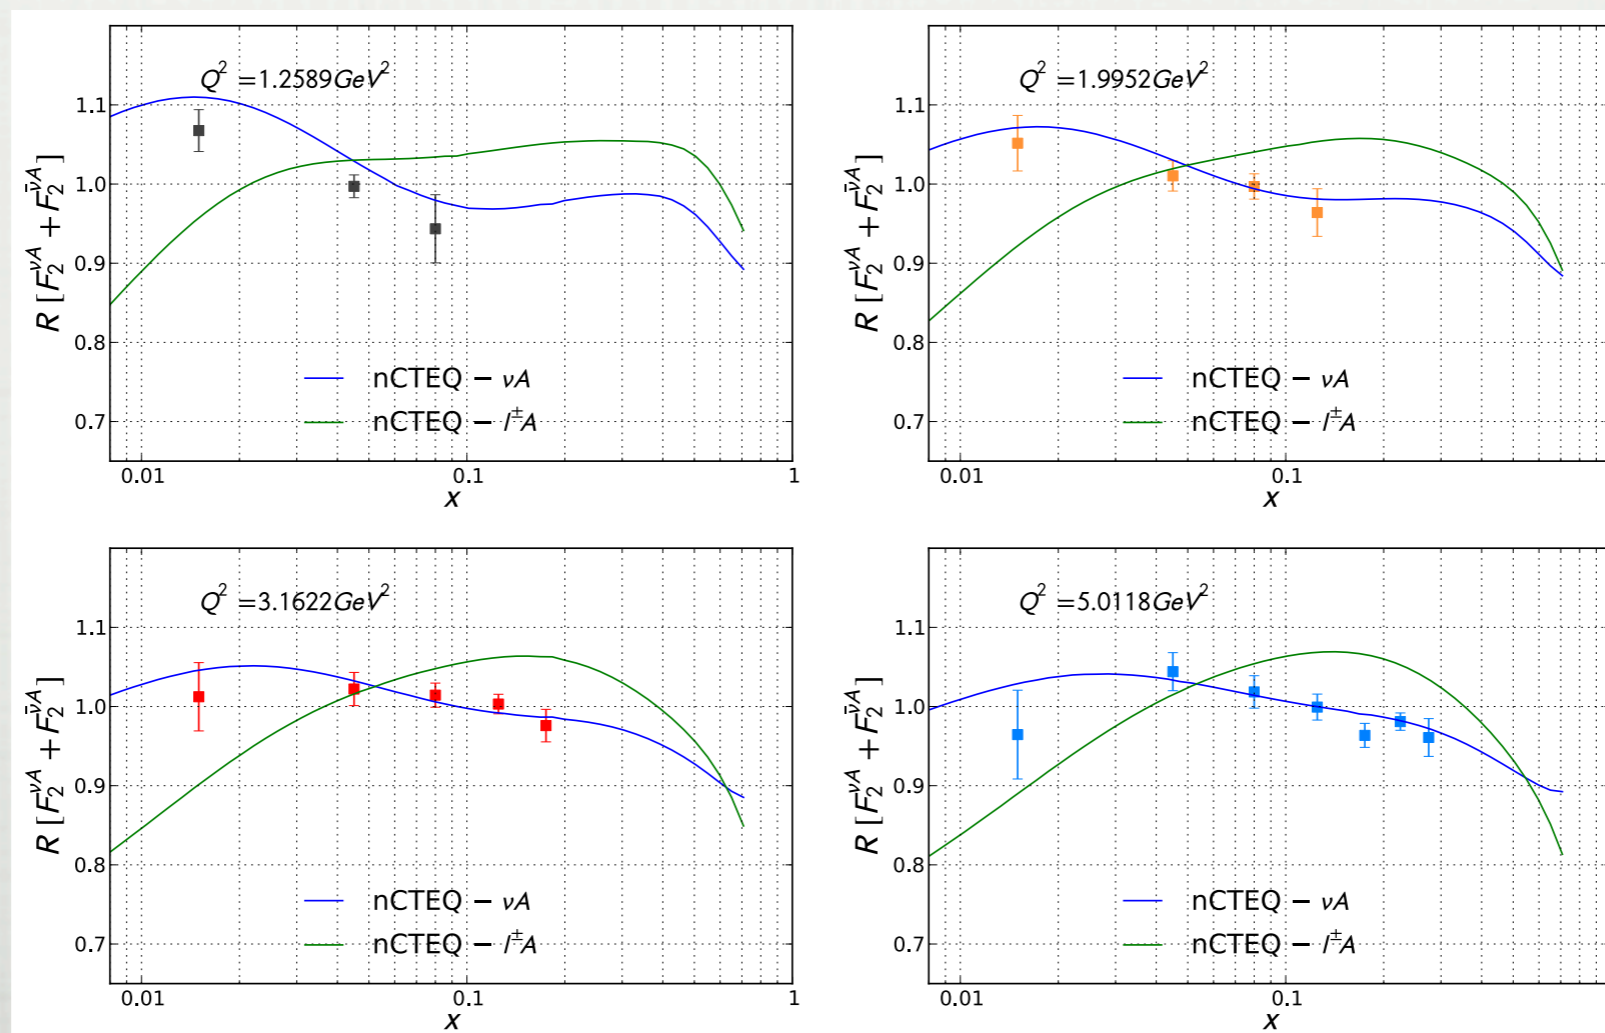 Q² =1.2589GeV²
R [F₂^νA + F₂^ν̄A]
1.1
1.0
0.9
0.8
0.7
nCTEQ − νA
nCTEQ − l±A
0.01 0.1 1
x
Q² =1.9952GeV²
R [F₂^νA + F₂^ν̄A]
1.1
1.0
0.9
0.8
0.7
nCTEQ − νA
nCTEQ − l±A
0.01 0.1
x
Q² =3.1622GeV²
R [F₂^νA + F₂^ν̄A]
1.1
1.0
0.9
0.8
0.7
nCTEQ − νA
nCTEQ − l±A
0.01 0.1 1
x
Q² =5.0118GeV²
R [F₂^νA + F₂^ν̄A]
1.1
1.0
0.9
0.8
0.7
nCTEQ − νA
nCTEQ − l±A
0.01 0.1
x